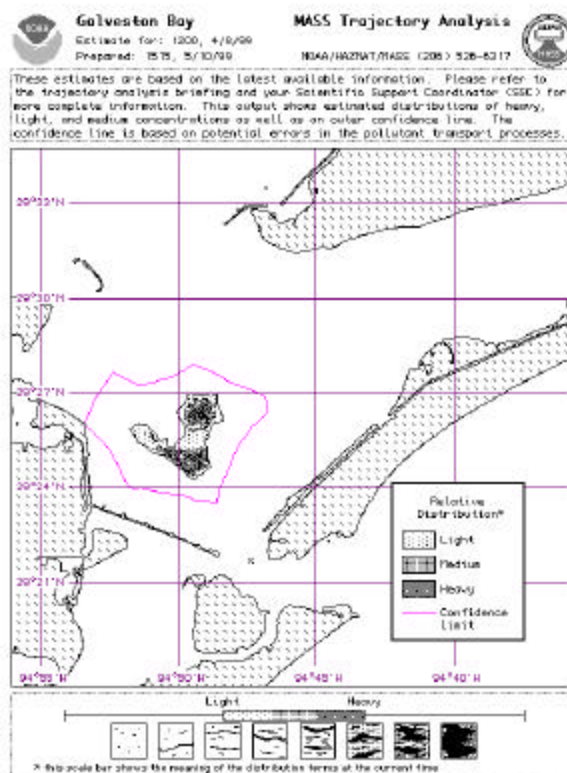 Galveston Bay
MASS Trajectory Analysis
Estimate for: 1200, 4/8/99
Prepared: 1515, 5/10/99
NOAA/HAZMAT/MASS (206) 526-6317
These estimates are based on the latest available information. Please refer to
the trajectory analysis briefing and your Scientific Support Coordinator (SSC) for
more complete information. This output shows estimated distributions of heavy,
light, and medium concentrations as well as an outer confidence line. The
confidence line is based on potential errors in the pollutant transport processes.
29°33'N
29°30'N
29°27'N
29°24'N
29°21'N
Relative
Distribution*
Light
Medium
Heavy
Confidence
limit
94°55'W
94°50'W
94°45'W
94°40'W
Light
Heavy
* this scale bar shows the meaning of the distribution terms at the current time